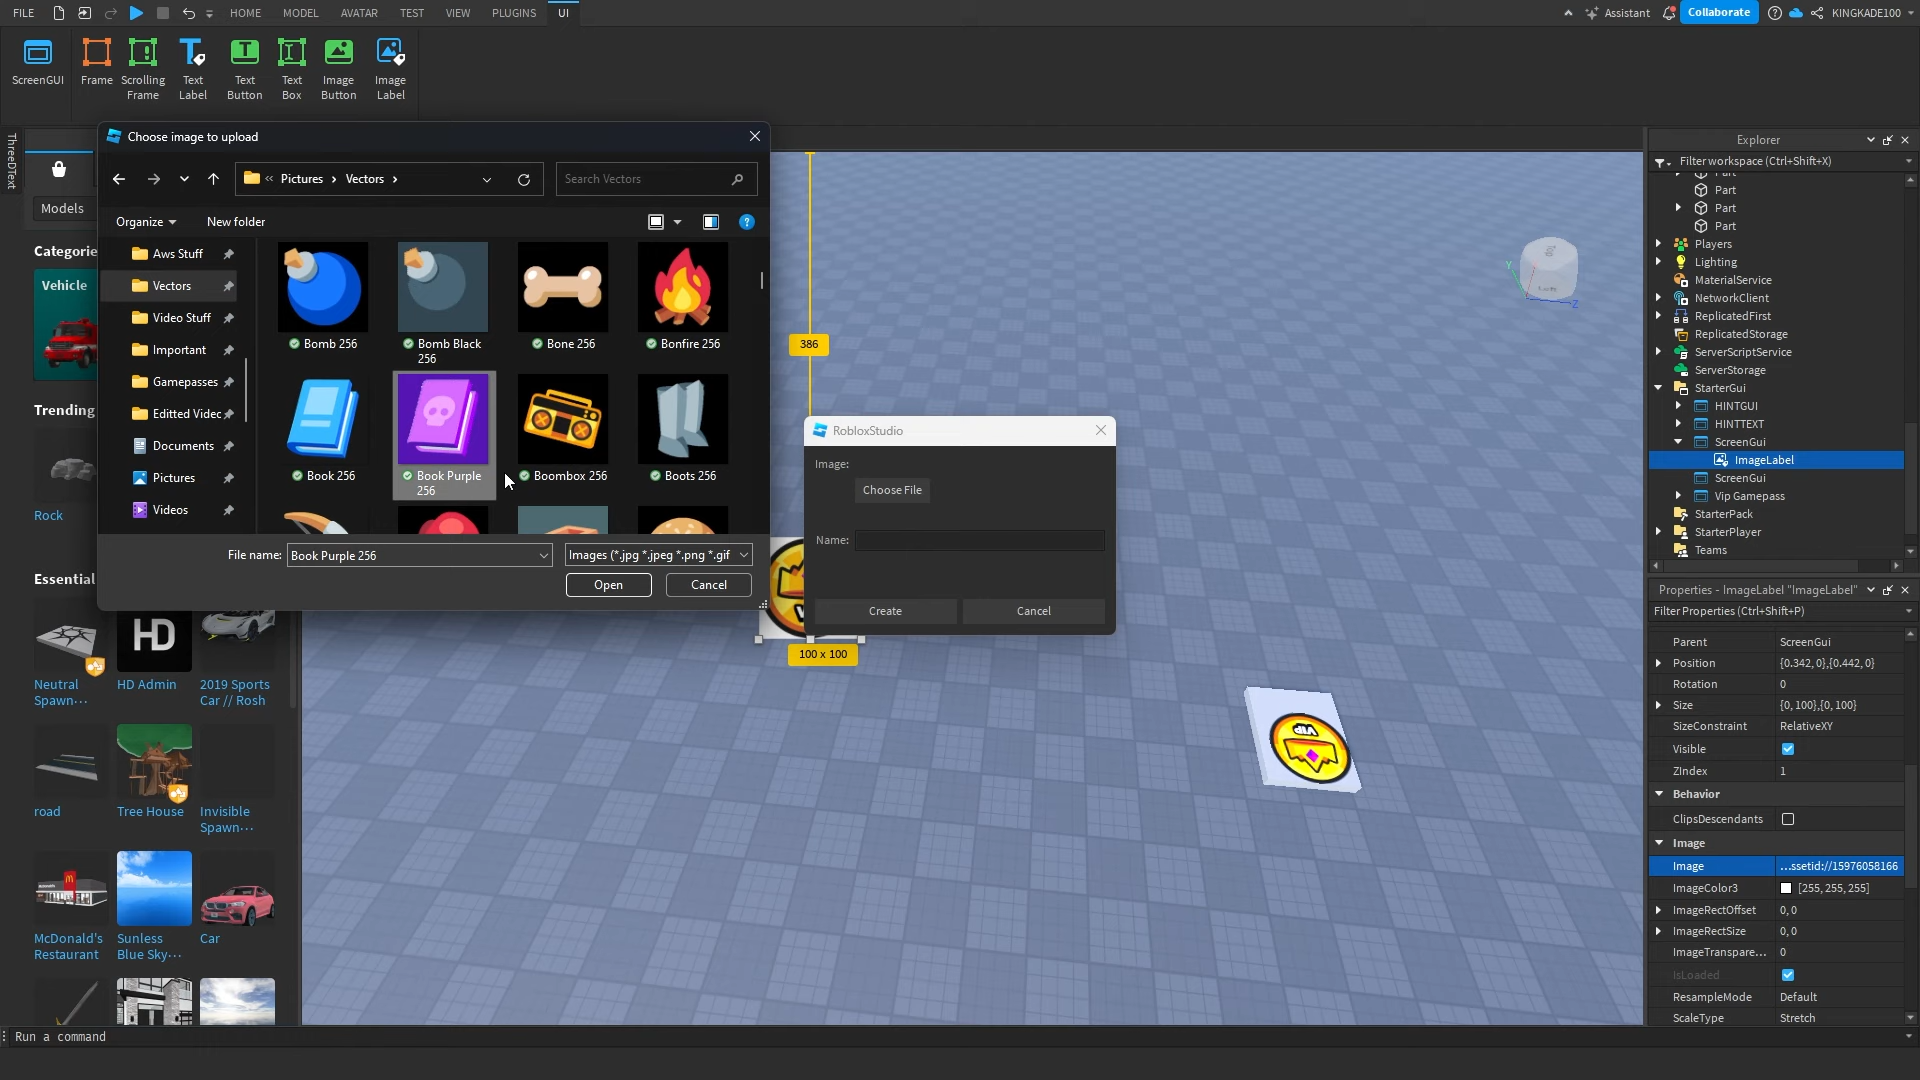 FILE
HOME
MODEL
AVATAR
TEST
VIEW
PLUGINS
UI
Assistant
Collaborate
KINGKADE100
ScreenGUI
Frame
Scrolling
Frame
Text
Label
Text
Button
Text
Box
Image
Button
Image
Label
ThreeDText
Models
Categorie
Vehicle
Trending
Rock
Essential
Neutral
Spawn···
HD
HD Admin
2019 Sports
Car // Rosh
road
Tree House
Invisible
Spawn···
McDonald's
Restaurant
Sunless
Blue Sky···
Car
Run a command
Choose image to upload
Pictures
Vectors
Search Vectors
Organize
New folder
Aws Stuff
Vectors
Video Stuff
Important
Gamepasses
Editted Videc
Documents
Pictures
Videos
Bomb 256
Bomb Black
256
Bone 256
Bonfire 256
Book 256
Book Purple
256
Boombox 256
Boots 256
File name:
Book Purple 256
Images (*.jpg *.jpeg *.png *.gif
Open
Cancel
386
RobloxStudio
Image:
Choose File
Name:
Create
Cancel
100 x 100
VIP
Y
Z
Explorer
Filter workspace (Ctrl+Shift+X)
Part
Part
Part
Part
Players
Lighting
MaterialService
NetworkClient
ReplicatedFirst
ReplicatedStorage
ServerScriptService
ServerStorage
StarterGui
HINTGUI
HINTTEXT
ScreenGui
ImageLabel
ScreenGui
Vip Gamepass
StarterPack
StarterPlayer
Teams
Properties - ImageLabel "ImageLabel"
Filter Properties (Ctrl+Shift+P)
Parent
ScreenGui
Position
{0.342, 0},{0.442, 0}
Rotation
0
Size
{0, 100},{0, 100}
SizeConstraint
RelativeXY
Visible
ZIndex
1
Behavior
ClipsDescendants
Image
Image
...ssetid://15976058166
ImageColor3
[255, 255, 255]
ImageRectOffset
0, 0
ImageRectSize
0, 0
ImageTranspare...
0
IsLoaded
ResampleMode
Default
ScaleType
Stretch